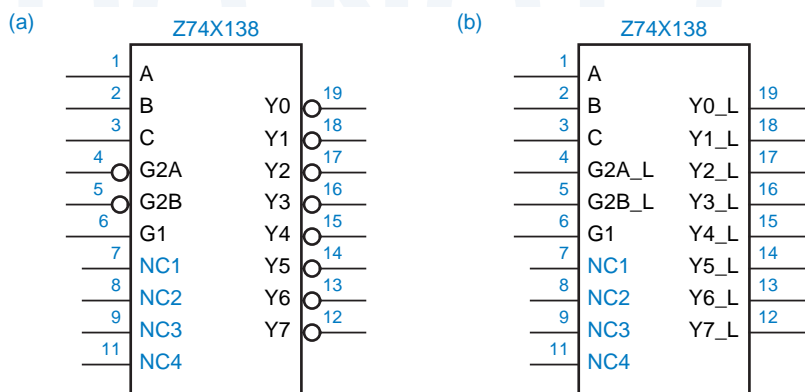 (a)
Z74X138
1 A
2 B Y0 19
3 C Y1 18
4 G2A Y2 17
5 G2B Y3 16
6 G1 Y4 15
7 NC1 Y5 14
8 NC2 Y6 13
9 NC3 Y7 12
11 NC4
(b)
Z74X138
1 A
2 B Y0_L 19
3 C Y1_L 18
4 G2A_L Y2_L 17
5 G2B_L Y3_L 16
6 G1 Y4_L 15
7 NC1 Y5_L 14
8 NC2 Y6_L 13
9 NC3 Y7_L 12
11 NC4